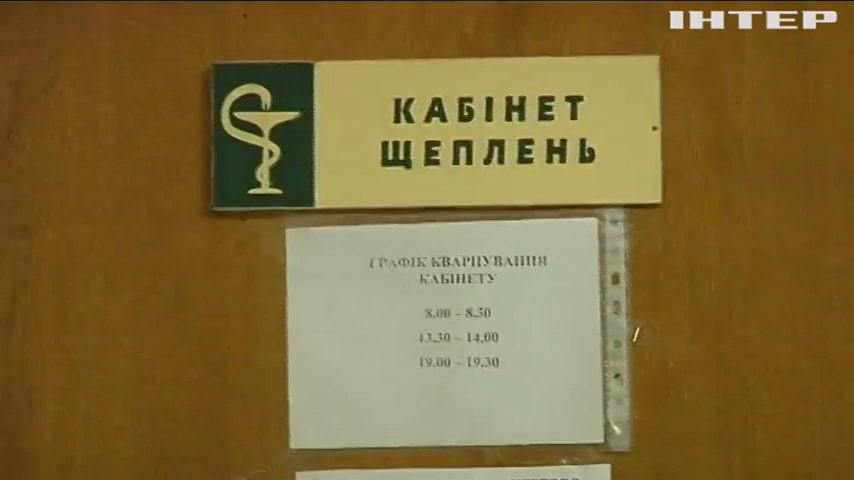 ІНТЕР
КАБІНЕТ
ЩЕПЛЕНЬ
ГРАФІК КВАРЦУВАННЯ
КАБІНЕТУ
8.00 – 8.30
13.30 – 14.00
19.00 – 19.30